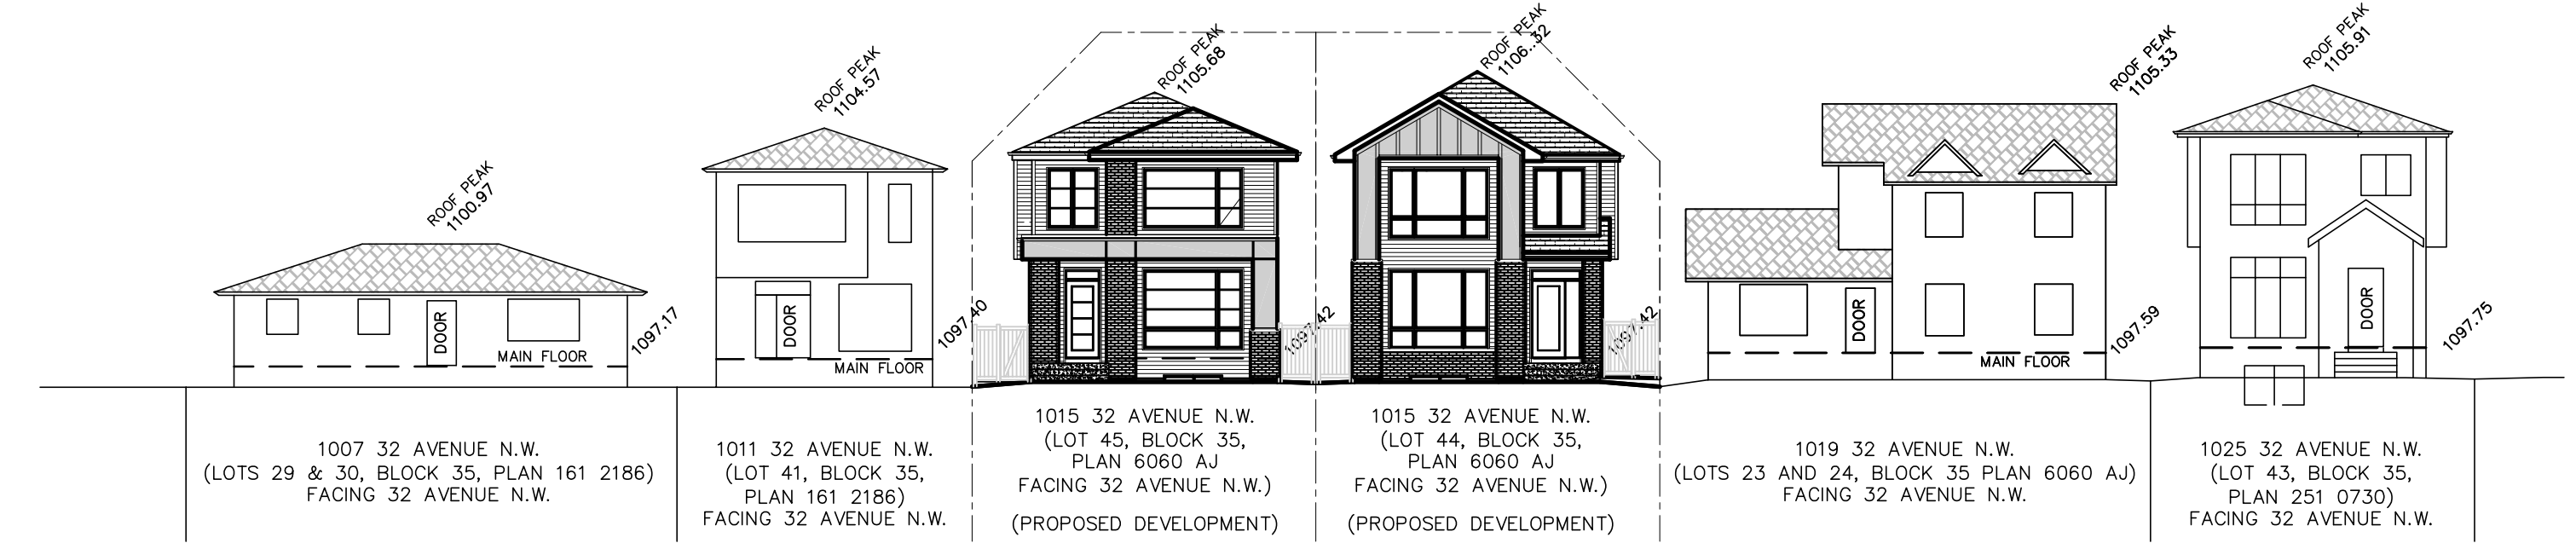 ROOF PEAK
1100.97
DOOR
MAIN FLOOR
1097.17
1007 32 AVENUE N.W.
(LOTS 29 & 30, BLOCK 35, PLAN 161 2186)
FACING 32 AVENUE N.W.
ROOF PEAK
1104.57
DOOR
MAIN FLOOR
1097.40
1011 32 AVENUE N.W.
(LOT 41, BLOCK 35,
PLAN 161 2186)
FACING 32 AVENUE N.W.
ROOF PEAK
1105.68
1097.42
1015 32 AVENUE N.W.
(LOT 45, BLOCK 35,
PLAN 6060 AJ
FACING 32 AVENUE N.W.)
(PROPOSED DEVELOPMENT)
ROOF PEAK
1106..32
1097.42
1015 32 AVENUE N.W.
(LOT 44, BLOCK 35,
PLAN 6060 AJ
FACING 32 AVENUE N.W.)
(PROPOSED DEVELOPMENT)
ROOF PEAK
1105.33
DOOR
MAIN FLOOR
1097.59
1019 32 AVENUE N.W.
(LOTS 23 AND 24, BLOCK 35 PLAN 6060 AJ)
FACING 32 AVENUE N.W.
ROOF PEAK
1105.91
DOOR
1097.75
1025 32 AVENUE N.W.
(LOT 43, BLOCK 35,
PLAN 251 0730)
FACING 32 AVENUE N.W.